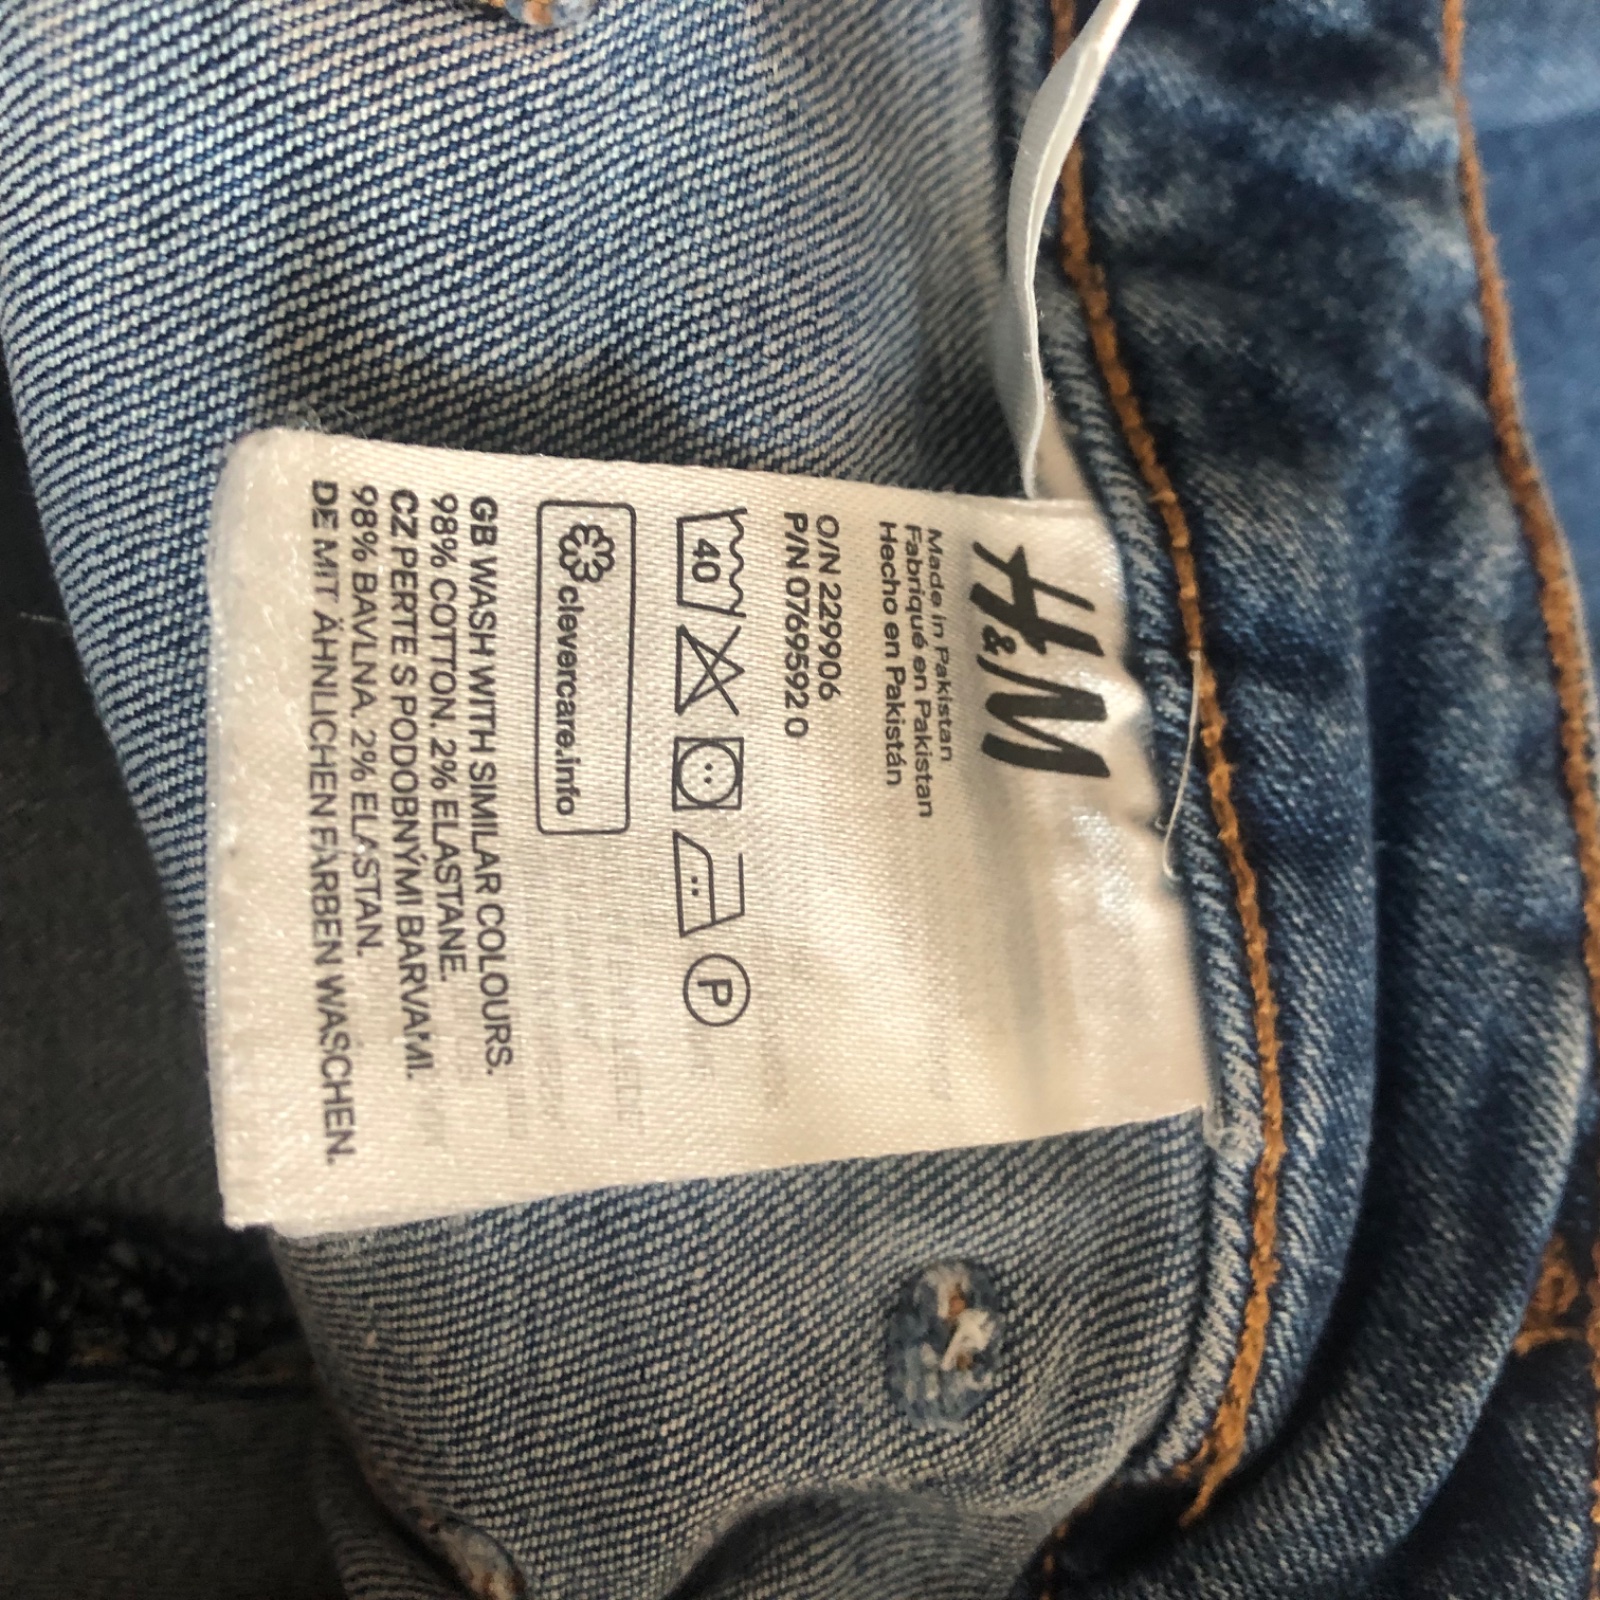 H&M
Made in Pakistan
Fabriqué en Pakistan
Hecho en Pakistán
O/N 229906
P/N 0769592 0
40
P
clevercare.info
GB WASH WITH SIMILAR COLOURS.
98% COTTON. 2% ELASTANE.
CZ PERTE S PODOBNÝMI BARVAMI.
98% BAVLNA. 2% ELASTAN.
DE MIT ÄHNLICHEN FARBEN WASCHEN.